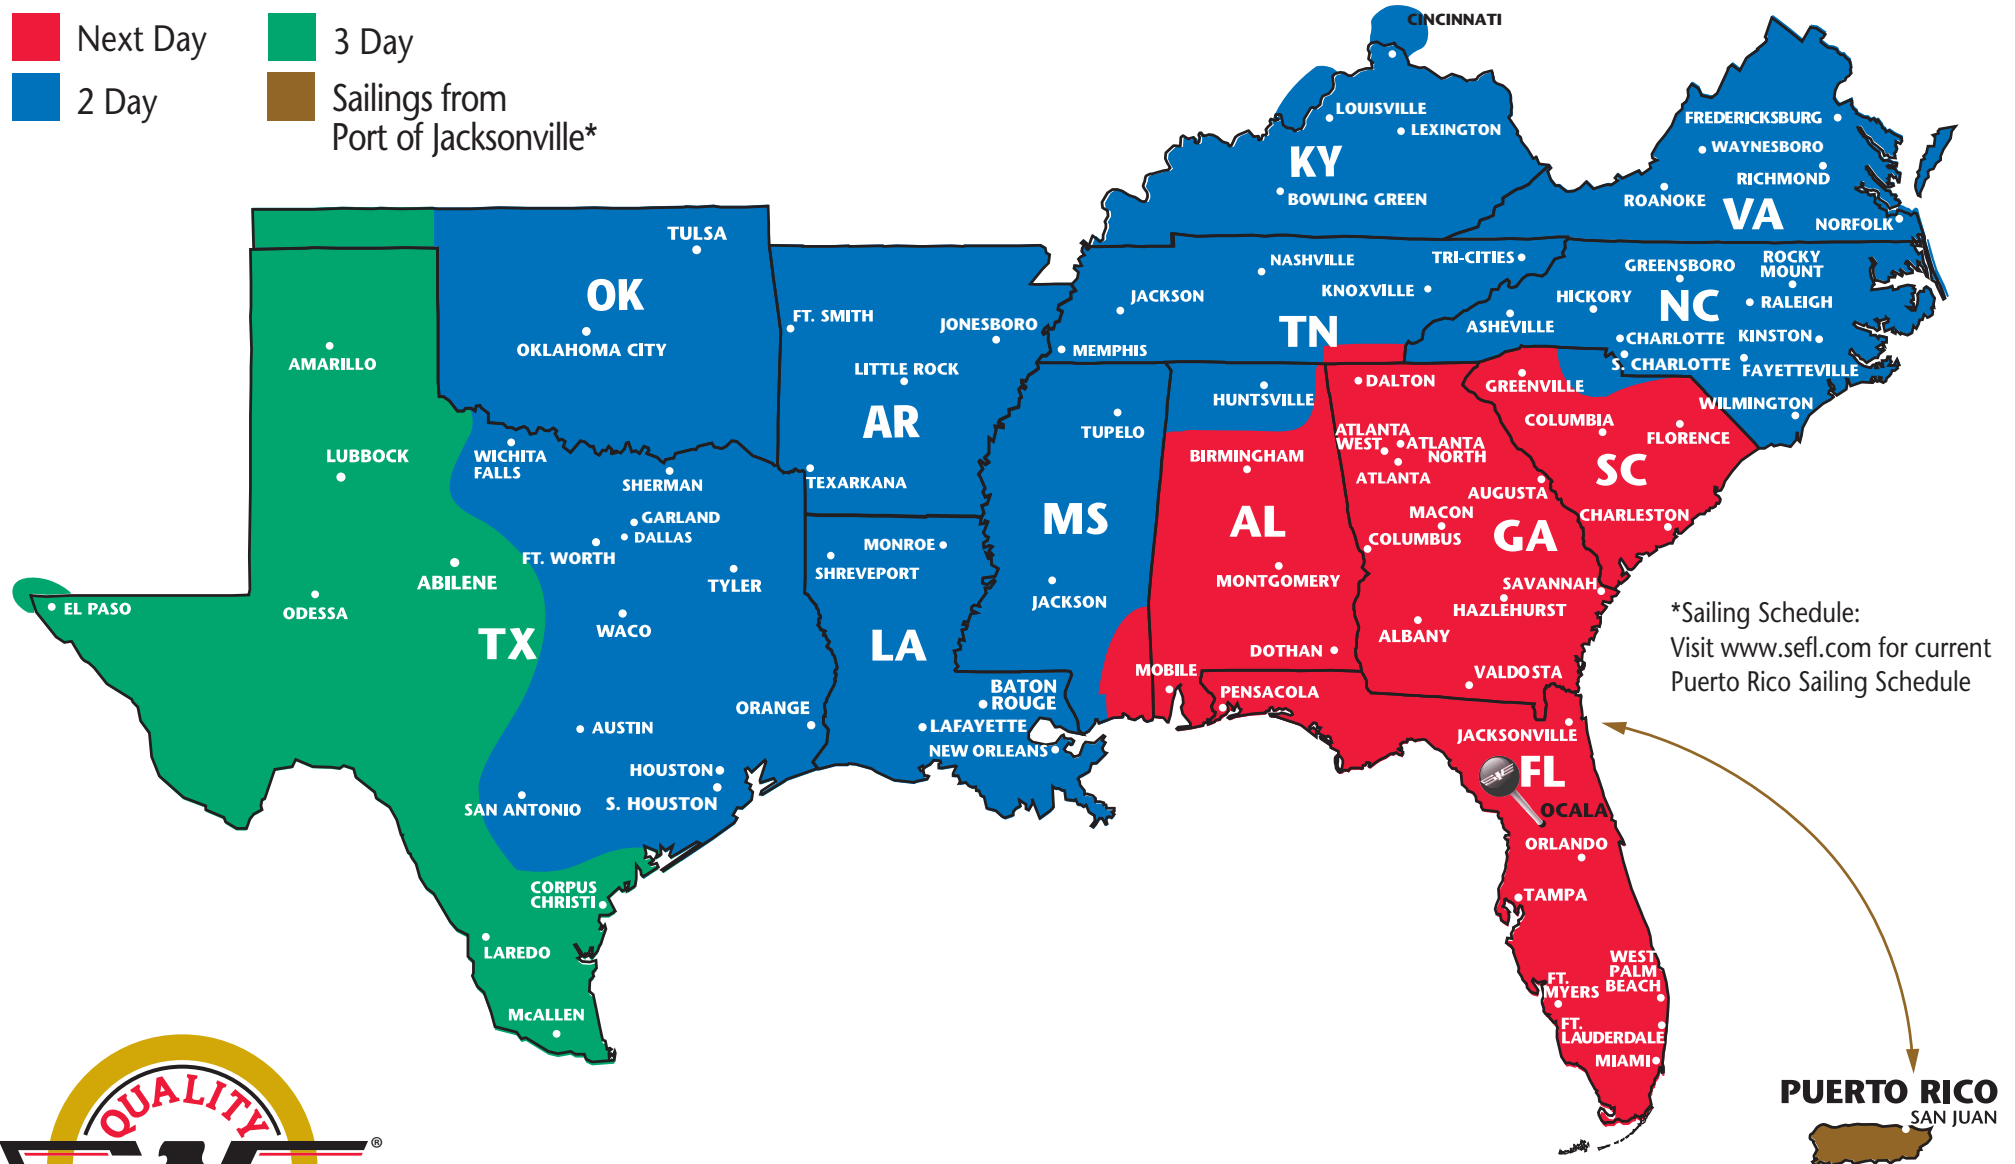 Next Day
3 Day
2 Day
Sailings from
Port of Jacksonville*
CINCINNATI
LOUISVILLE
LEXINGTON
KY
BOWLING GREEN
FREDERICKSBURG
WAYNESBORO
RICHMOND
ROANOKE
VA
NORFOLK
TULSA
OK
OKLAHOMA CITY
FT. SMITH
JONESBORO
LITTLE ROCK
AR
TEXARKANA
NASHVILLE
TRI-CITIES
JACKSON
KNOXVILLE
TN
MEMPHIS
GREENSBORO
ROCKY
MOUNT
HICKORY
NC
RALEIGH
ASHEVILLE
CHARLOTTE
KINSTON
S. CHARLOTTE
FAYETTEVILLE
WILMINGTON
AMARILLO
LUBBOCK
WICHITA
FALLS
SHERMAN
GARLAND
DALLAS
FT. WORTH
ABILENE
TYLER
EL PASO
ODESSA
WACO
TX
AUSTIN
ORANGE
HOUSTON
S. HOUSTON
SAN ANTONIO
CORPUS
CHRISTI
LAREDO
McALLEN
MONROE
SHREVEPORT
LA
BATON
ROUGE
LAFAYETTE
NEW ORLEANS
TUPELO
MS
JACKSON
HUNTSVILLE
BIRMINGHAM
AL
MONTGOMERY
DOTHAN
MOBILE
DALTON
ATLANTA
WEST
ATLANTA
NORTH
ATLANTA
AUGUSTA
MACON
COLUMBUS
GA
SAVANNAH
HAZLEHURST
ALBANY
VALDOSTA
GREENVILLE
COLUMBIA
FLORENCE
SC
CHARLESTON
PENSACOLA
JACKSONVILLE
FL
OCALA
ORLANDO
TAMPA
WEST
PALM
BEACH
FT.
MYERS
FT.
LAUDERDALE
MIAMI
*Sailing Schedule:
Visit www.sefl.com for current
Puerto Rico Sailing Schedule
PUERTO RICO
SAN JUAN
QUALITY
®